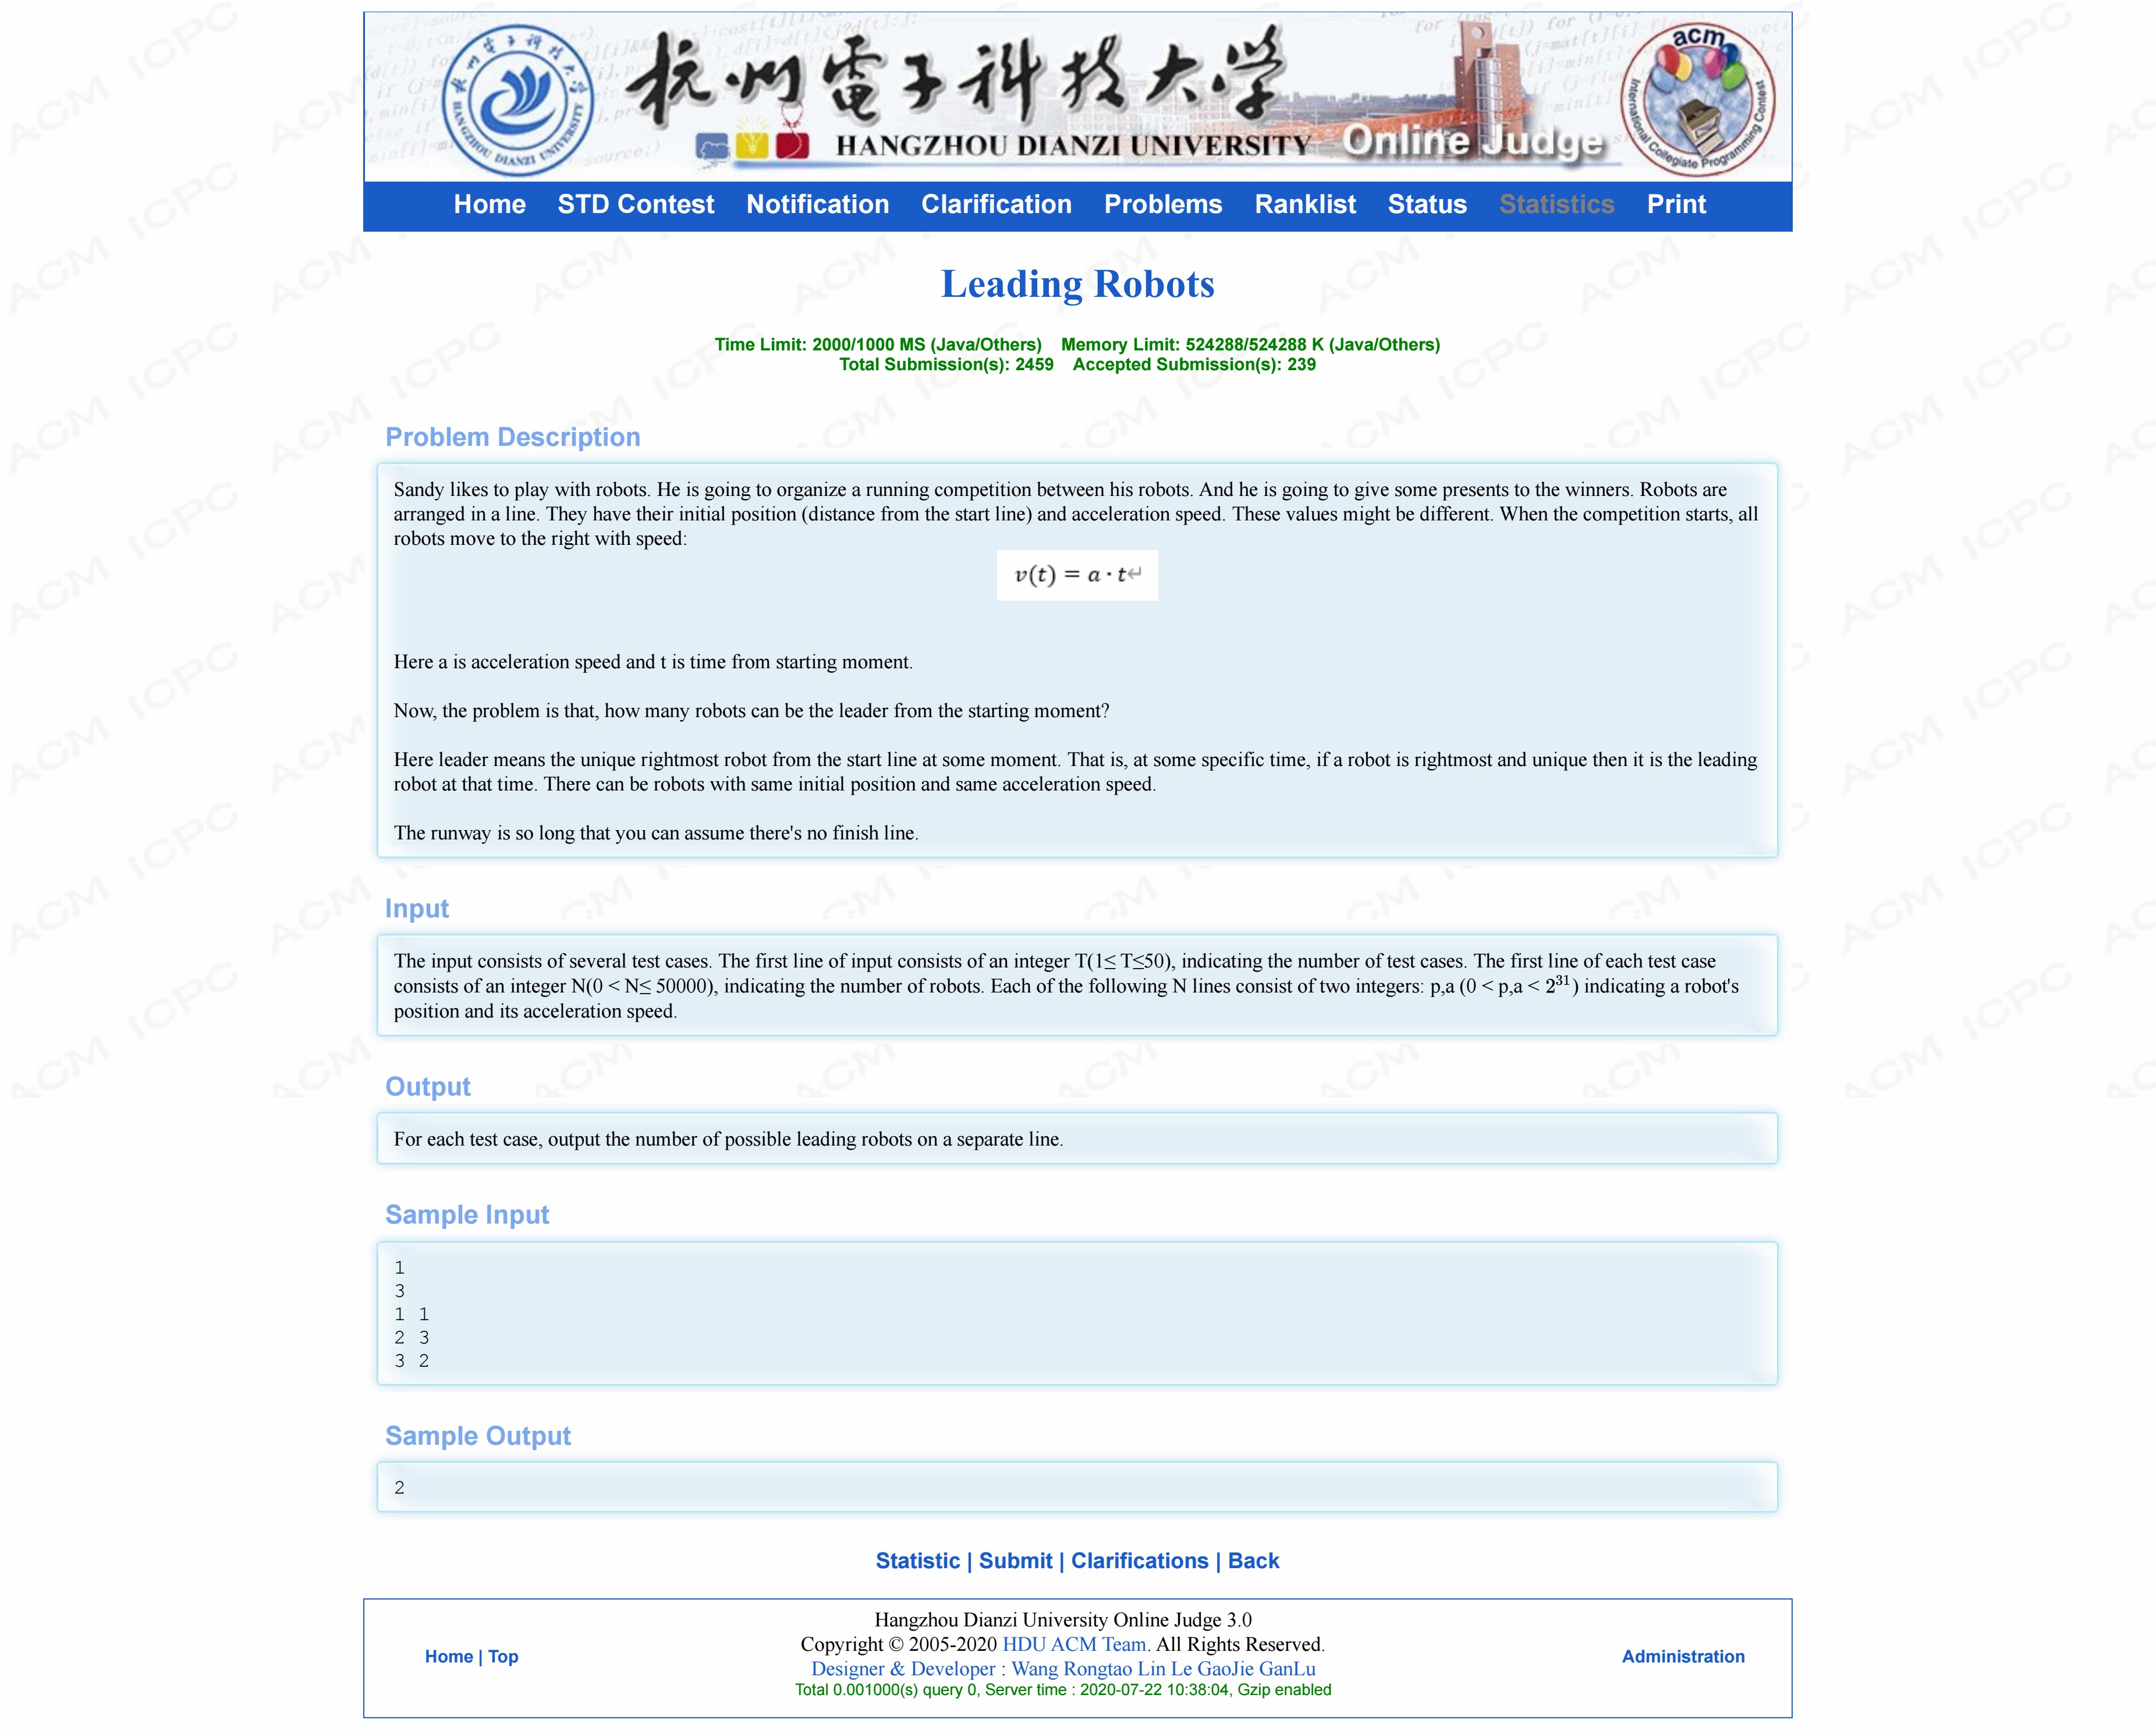 杭州電子科技大学
HANGZHOU DIANZI UNIVERSITY Online Judge
acm
International Collegiate Programming Contest
HANGZHOU DIANZI UNIVERSITY
Home STD Contest Notification Clarification Problems Ranklist Status Statistics Print
Leading Robots
Time Limit: 2000/1000 MS (Java/Others) Memory Limit: 524288/524288 K (Java/Others)
Total Submission(s): 2459 Accepted Submission(s): 239
Problem Description
Sandy likes to play with robots. He is going to organize a running competition between his robots. And he is going to give some presents to the winners. Robots are
arranged in a line. They have their initial position (distance from the start line) and acceleration speed. These values might be different. When the competition starts, all
robots move to the right with speed:
v(t) = a · t↵
Here a is acceleration speed and t is time from starting moment.
Now, the problem is that, how many robots can be the leader from the starting moment?
Here leader means the unique rightmost robot from the start line at some moment. That is, at some specific time, if a robot is rightmost and unique then it is the leading
robot at that time. There can be robots with same initial position and same acceleration speed.
The runway is so long that you can assume there's no finish line.
Input
The input consists of several test cases. The first line of input consists of an integer T(1≤ T≤50), indicating the number of test cases. The first line of each test case
consists of an integer N(0 < N≤ 50000), indicating the number of robots. Each of the following N lines consist of two integers: p,a (0 < p,a < 2^31) indicating a robot's
position and its acceleration speed.
Output
For each test case, output the number of possible leading robots on a separate line.
Sample Input
1
3
1 1
2 3
3 2
Sample Output
2
Statistic | Submit | Clarifications | Back
Home | Top
Hangzhou Dianzi University Online Judge 3.0
Copyright © 2005-2020 HDU ACM Team. All Rights Reserved.
Designer & Developer : Wang Rongtao Lin Le GaoJie GanLu
Total 0.001000(s) query 0, Server time : 2020-07-22 10:38:04, Gzip enabled
Administration
ACM ICPC